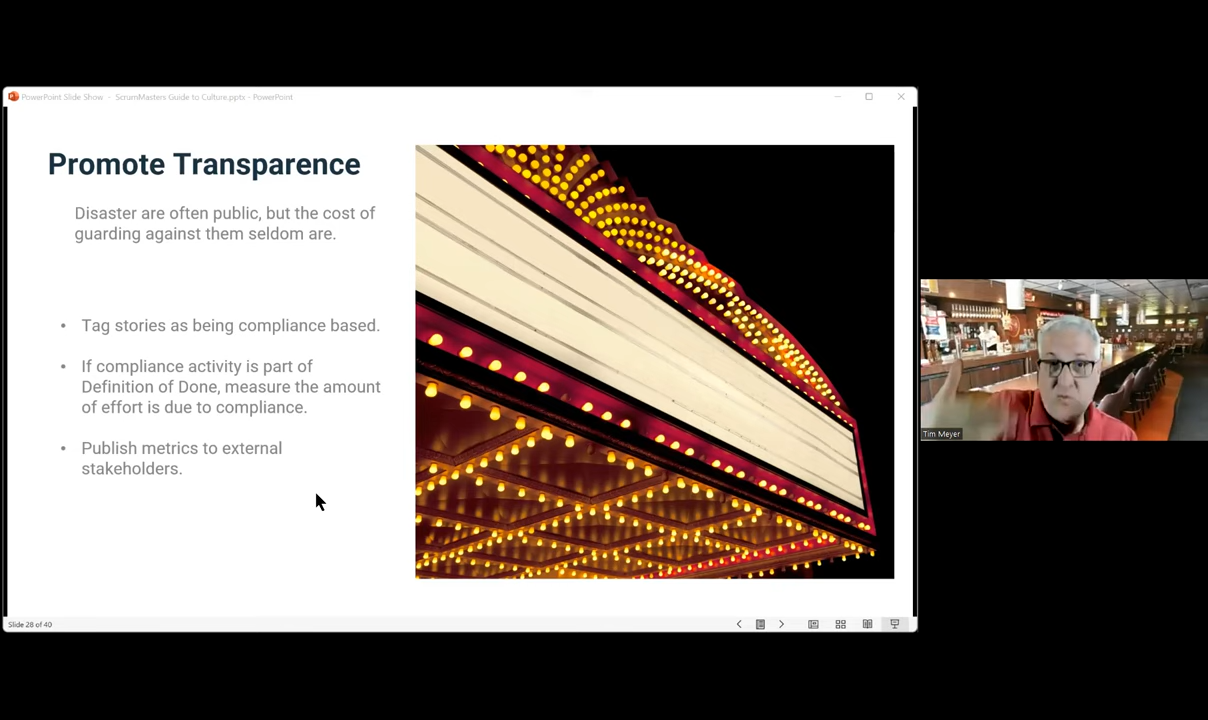 PowerPoint Slide Show - ScrumMasters Guide to Culture.ppts - PowerPoint
Promote Transparence
Disaster are often public, but the cost of
guarding against them seldom are.
• Tag stories as being compliance based.
• If compliance activity is part of
Definition of Done, measure the amount
of effort is due to compliance.
• Publish metrics to external
stakeholders.
Tim Meyer
Slide 28 of 40